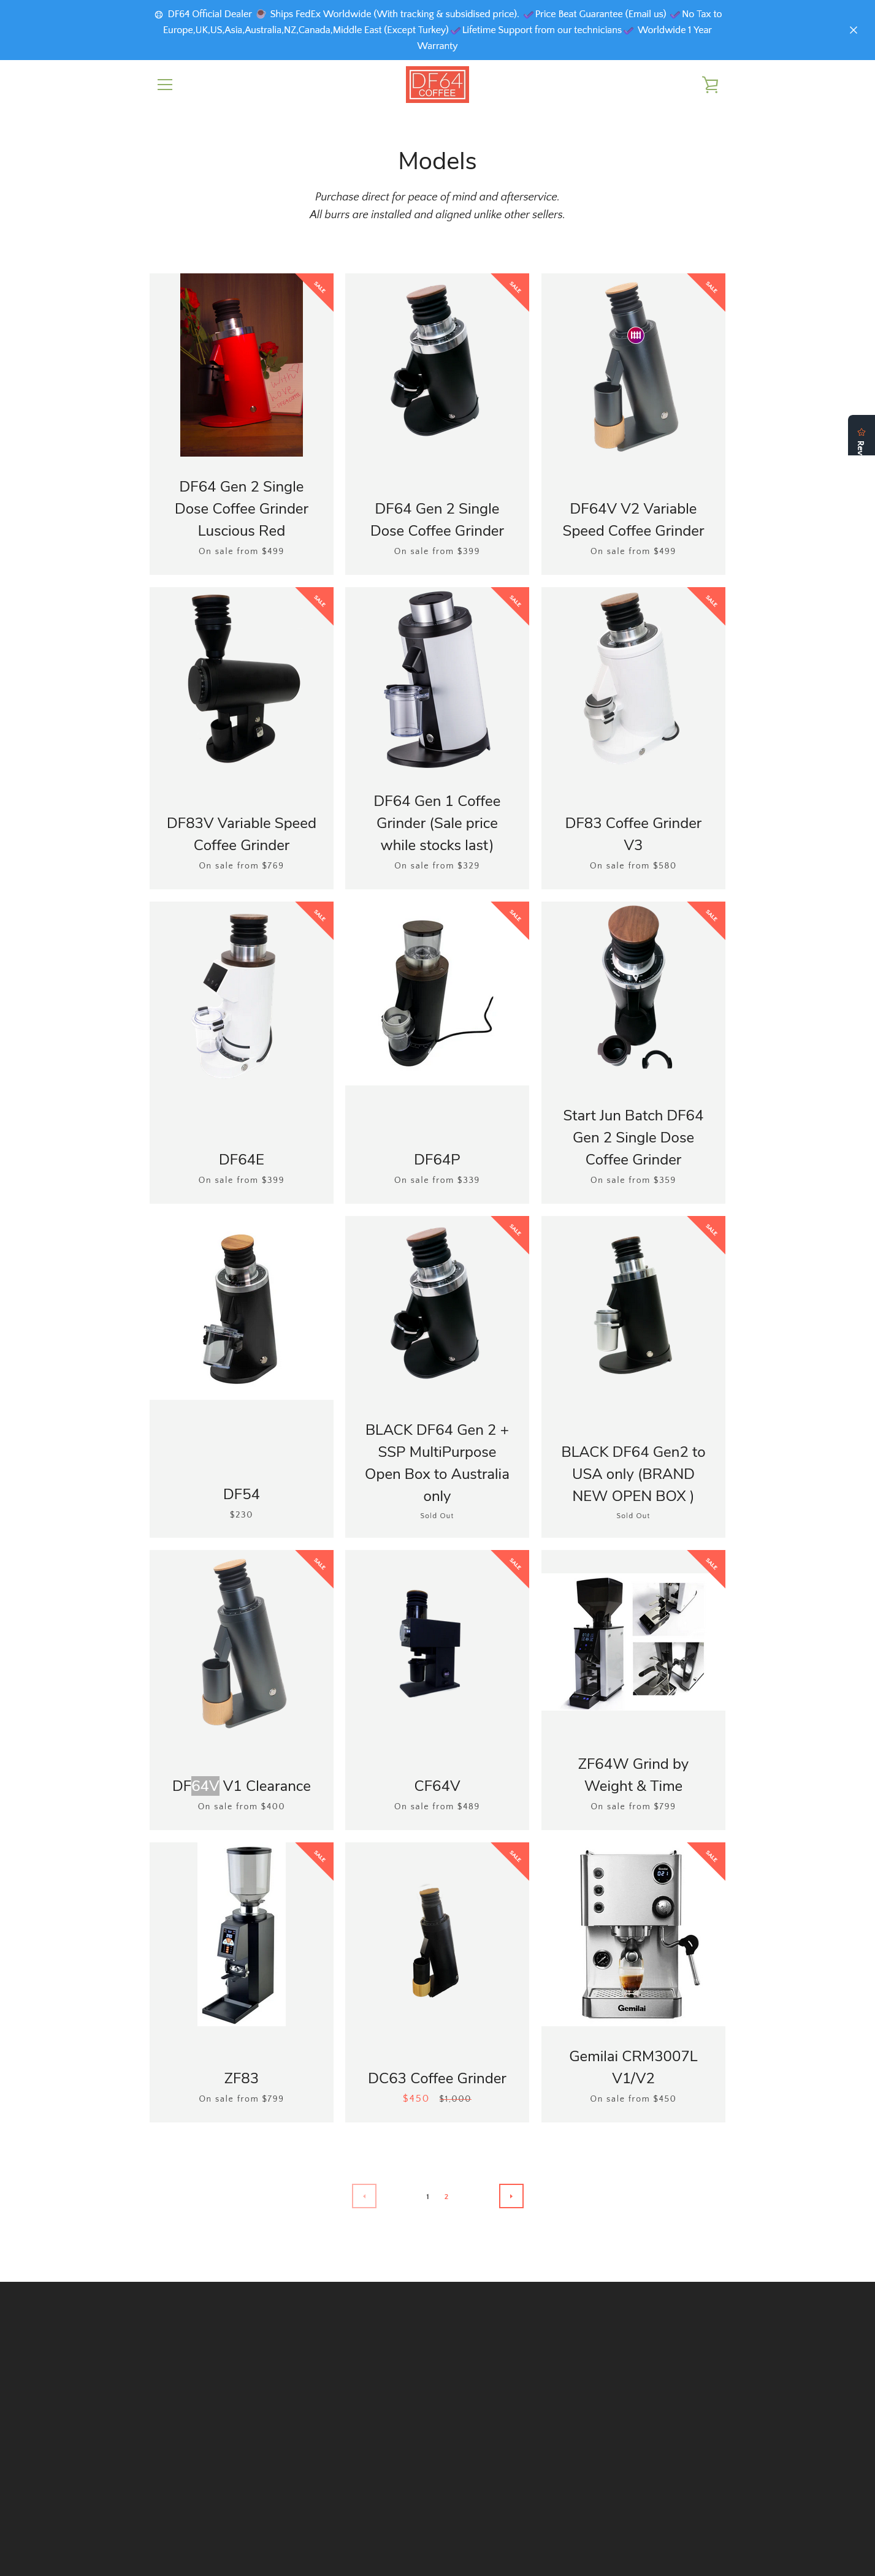 DF64 Official Dealer Ships FedEx Worldwide (With tracking & subsidised price). Price Beat Guarantee (Email us) No Tax to
Europe,UK,US,Asia,Australia,NZ,Canada,Middle East (Except Turkey) Lifetime Support from our technicians Worldwide 1 Year
Warranty
DF64
COFFEE
Models
Purchase direct for peace of mind and afterservice.
All burrs are installed and aligned unlike other sellers.
SALE
SALE
SALE
DF64 Gen 2 Single
Dose Coffee Grinder
Luscious Red
On sale from $499
DF64 Gen 2 Single
Dose Coffee Grinder
On sale from $399
DF64V V2 Variable
Speed Coffee Grinder
On sale from $499
Rev
SALE
SALE
SALE
DF83V Variable Speed
Coffee Grinder
On sale from $769
DF64 Gen 1 Coffee
Grinder (Sale price
while stocks last)
On sale from $329
DF83 Coffee Grinder
V3
On sale from $580
SALE
SALE
SALE
DF64E
On sale from $399
DF64P
On sale from $339
Start Jun Batch DF64
Gen 2 Single Dose
Coffee Grinder
On sale from $359
SALE
SALE
DF54
$230
BLACK DF64 Gen 2 +
SSP MultiPurpose
Open Box to Australia
only
Sold Out
BLACK DF64 Gen2 to
USA only (BRAND
NEW OPEN BOX )
Sold Out
SALE
SALE
SALE
DF64V V1 Clearance
On sale from $400
CF64V
On sale from $489
ZF64W Grind by
Weight & Time
On sale from $799
SALE
SALE
SALE
ZF83
On sale from $799
DC63 Coffee Grinder
$450 $1,000
021
Gemilai
Gemilai CRM3007L
V1/V2
On sale from $450
1 2